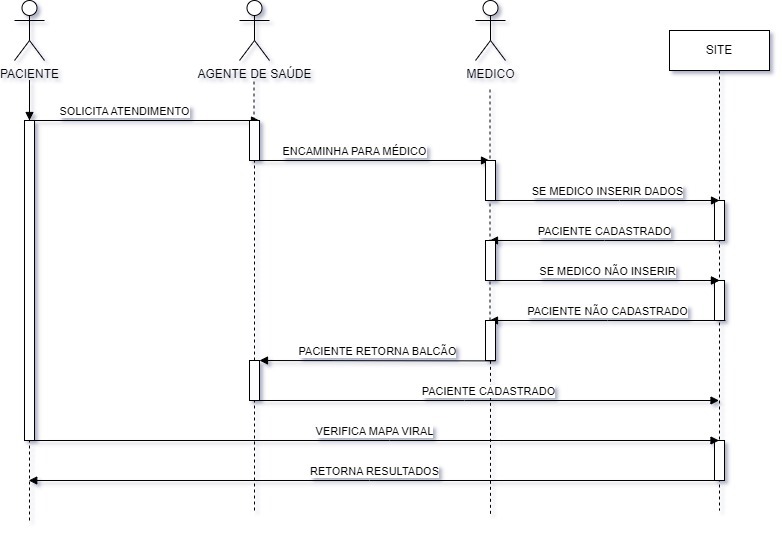 PACIENTE
AGENTE DE SAÚDE
MEDICO
SITE
SOLICITA ATENDIMENTO
ENCAMINHA PARA MÉDICO
SE MEDICO INSERIR DADOS
PACIENTE CADASTRADO
SE MEDICO NÃO INSERIR
PACIENTE NÃO CADASTRADO
PACIENTE RETORNA BALCÃO
PACIENTE CADASTRADO
VERIFICA MAPA VIRAL
RETORNA RESULTADOS